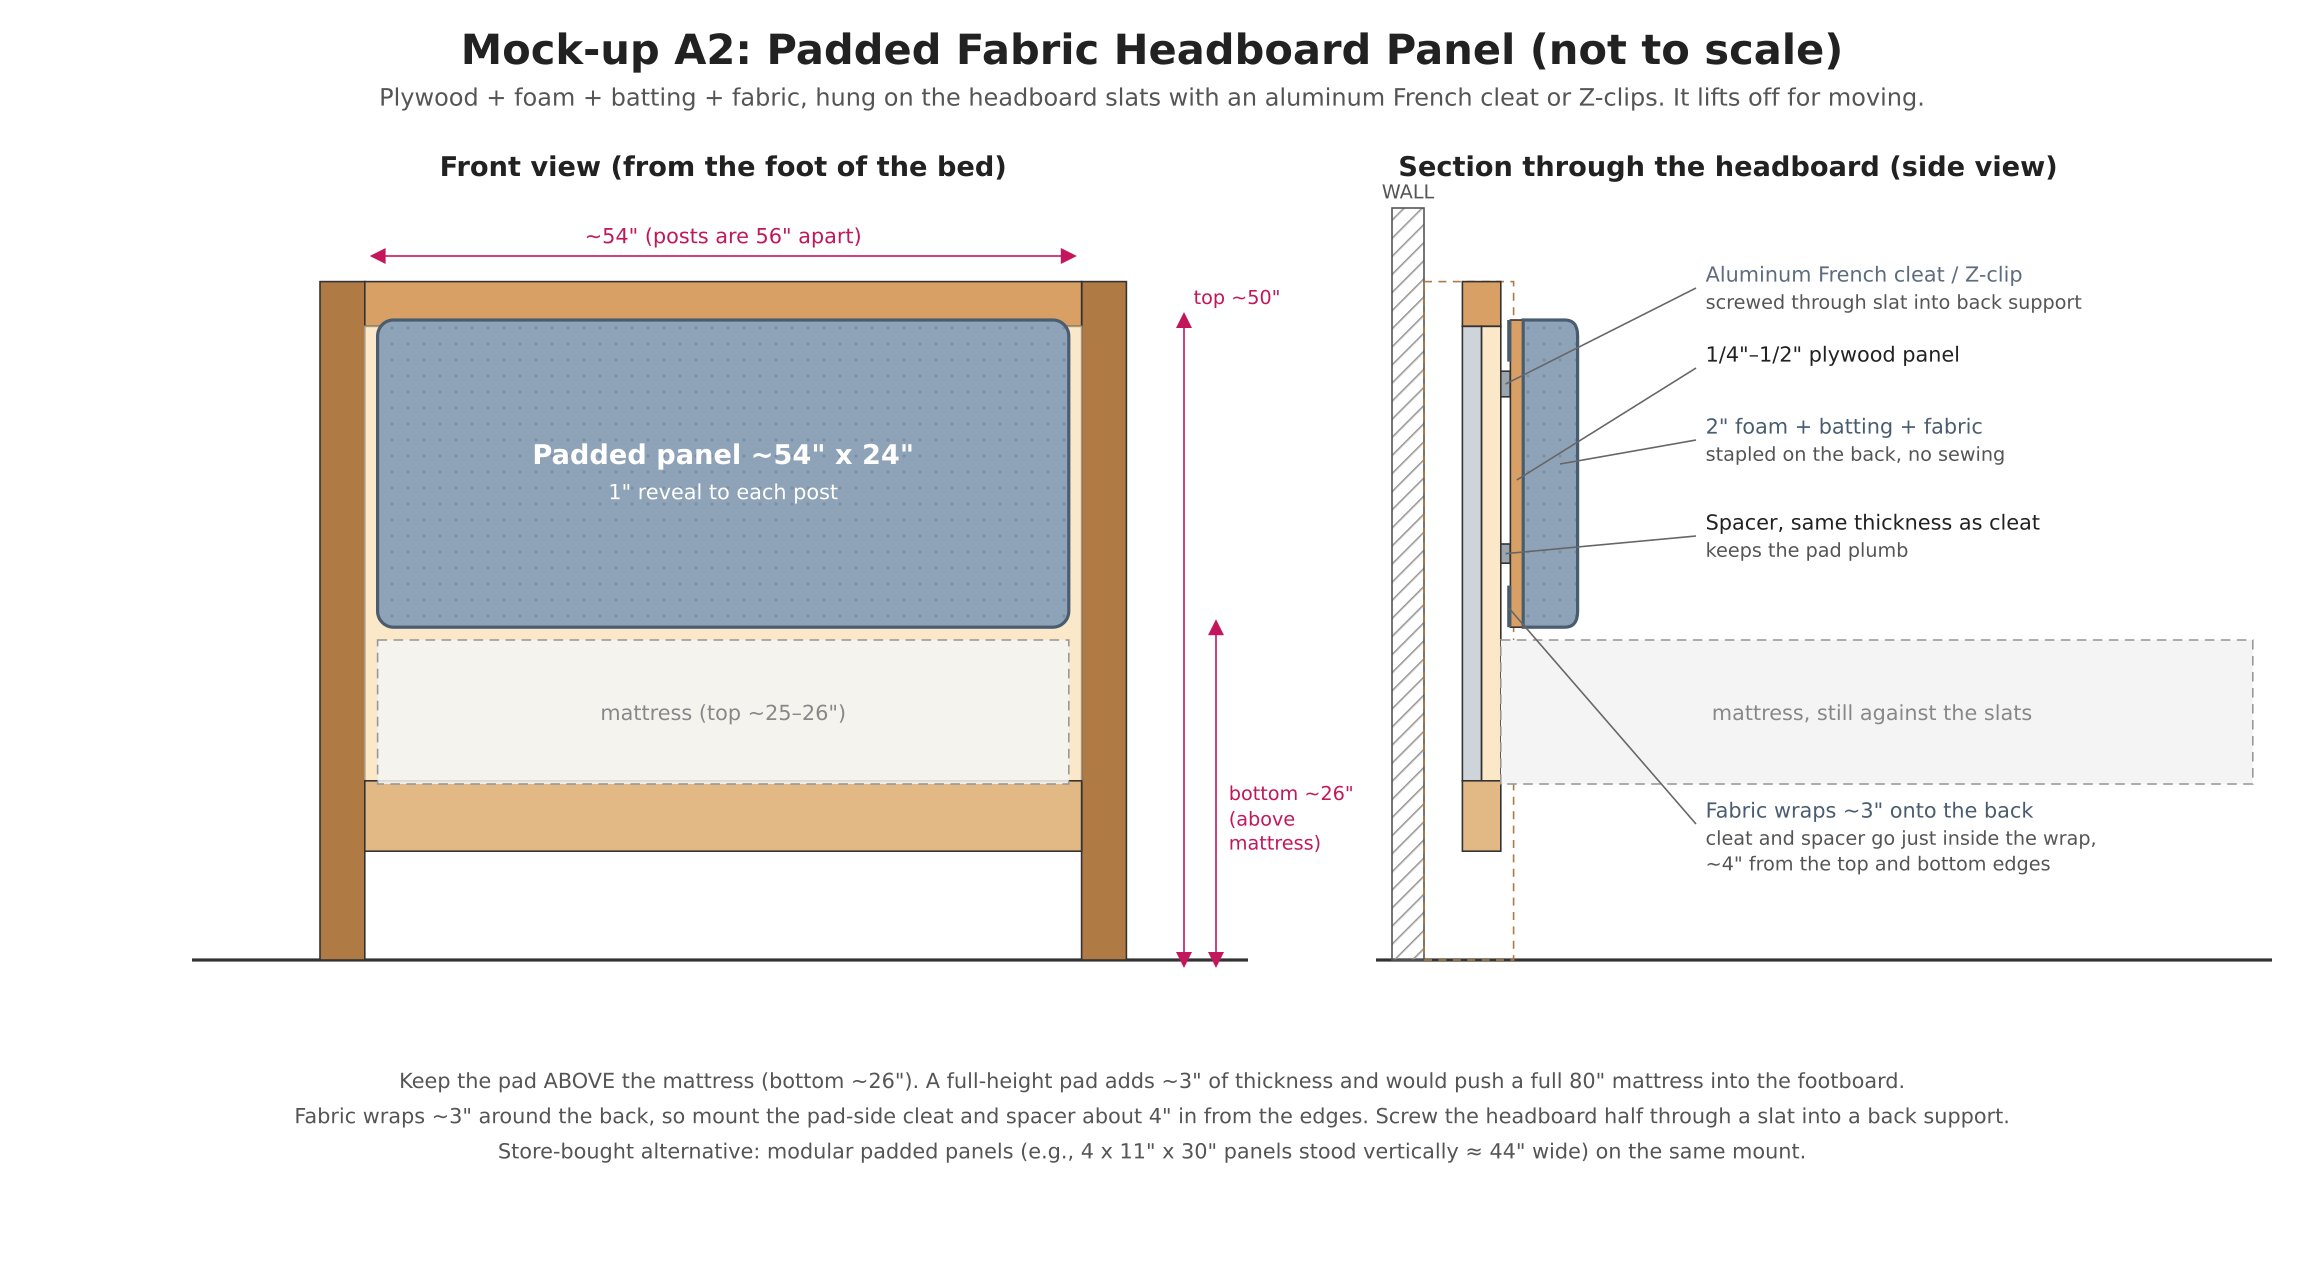 Mock-up A2: Padded Fabric Headboard Panel (not to scale)
Plywood + foam + batting + fabric, hung on the headboard slats with an aluminum French cleat or Z-clips. It lifts off for moving.
Front view (from the foot of the bed)
~54" (posts are 56" apart)
top ~50"
Padded panel ~54" x 24"
1" reveal to each post
mattress (top ~25–26")
bottom ~26"
(above
mattress)
Section through the headboard (side view)
WALL
Aluminum French cleat / Z-clip
screwed through slat into back support
1/4"–1/2" plywood panel
2" foam + batting + fabric
stapled on the back, no sewing
Spacer, same thickness as cleat
keeps the pad plumb
mattress, still against the slats
Fabric wraps ~3" onto the back
cleat and spacer go just inside the wrap,
~4" from the top and bottom edges
Keep the pad ABOVE the mattress (bottom ~26"). A full-height pad adds ~3" of thickness and would push a full 80" mattress into the footboard.
Fabric wraps ~3" around the back, so mount the pad-side cleat and spacer about 4" in from the edges. Screw the headboard half through a slat into a back support.
Store-bought alternative: modular padded panels (e.g., 4 x 11" x 30" panels stood vertically ≈ 44" wide) on the same mount.